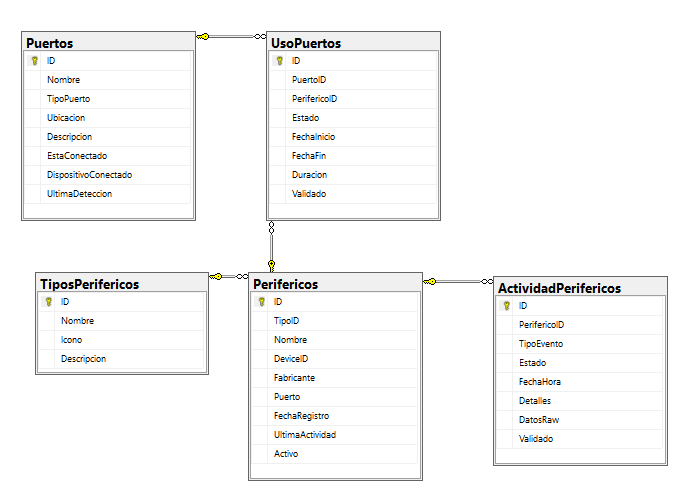 Puertos
ID
Nombre
TipoPuerto
Ubicacion
Descripcion
EstaConectado
DispositivoConectado
UltimaDeteccion
UsoPuertos
ID
PuertoID
PerifericoID
Estado
FechaInicio
FechaFin
Duracion
Validado
TiposPerifericos
ID
Nombre
Icono
Descripcion
Perifericos
ID
TipoID
Nombre
DeviceID
Fabricante
Puerto
FechaRegistro
UltimaActividad
Activo
ActividadPerifericos
ID
PerifericoID
TipoEvento
Estado
FechaHora
Detalles
DatosRaw
Validado